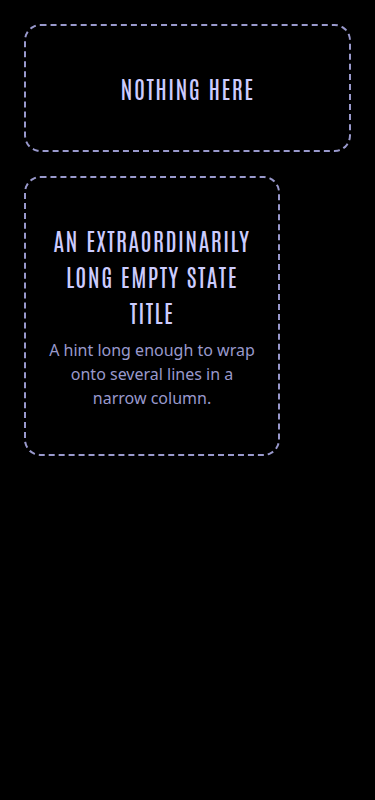 NOTHING HERE
AN EXTRAORDINARILY
LONG EMPTY STATE
TITLE
A hint long enough to wrap
onto several lines in a
narrow column.